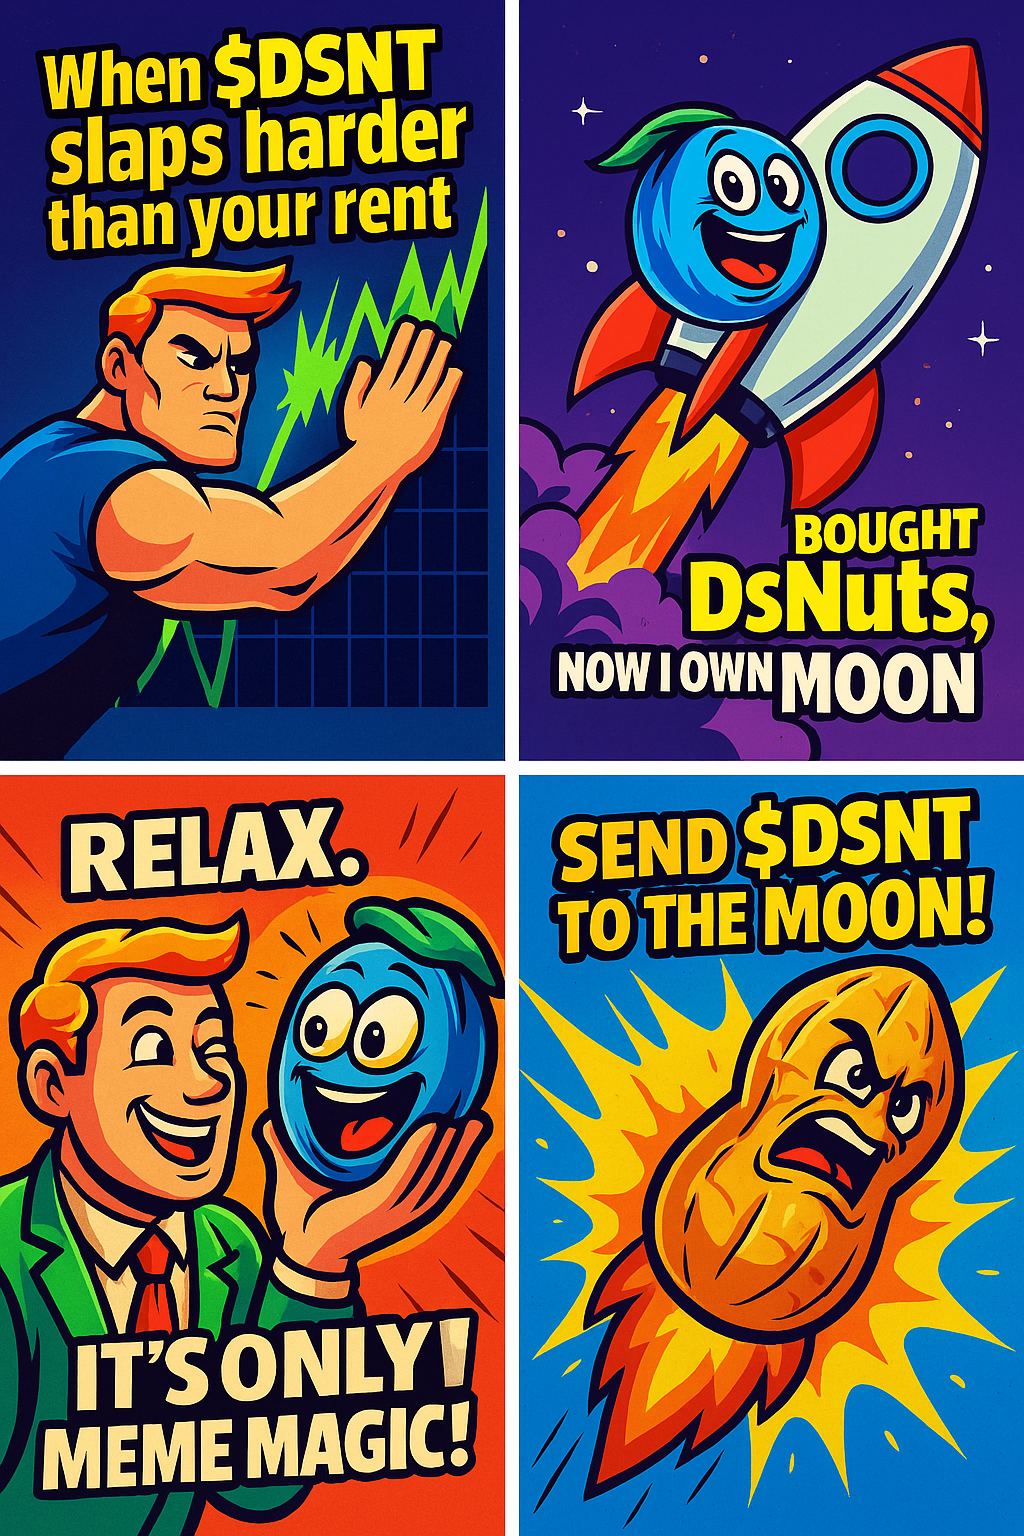 When $DSNT
slaps harder
than your rent
BOUGHT
DsNuts,
NOW I OWN MOON
RELAX.
IT'S ONLY
MEME MAGIC!
SEND $DSNT
TO THE MOON!